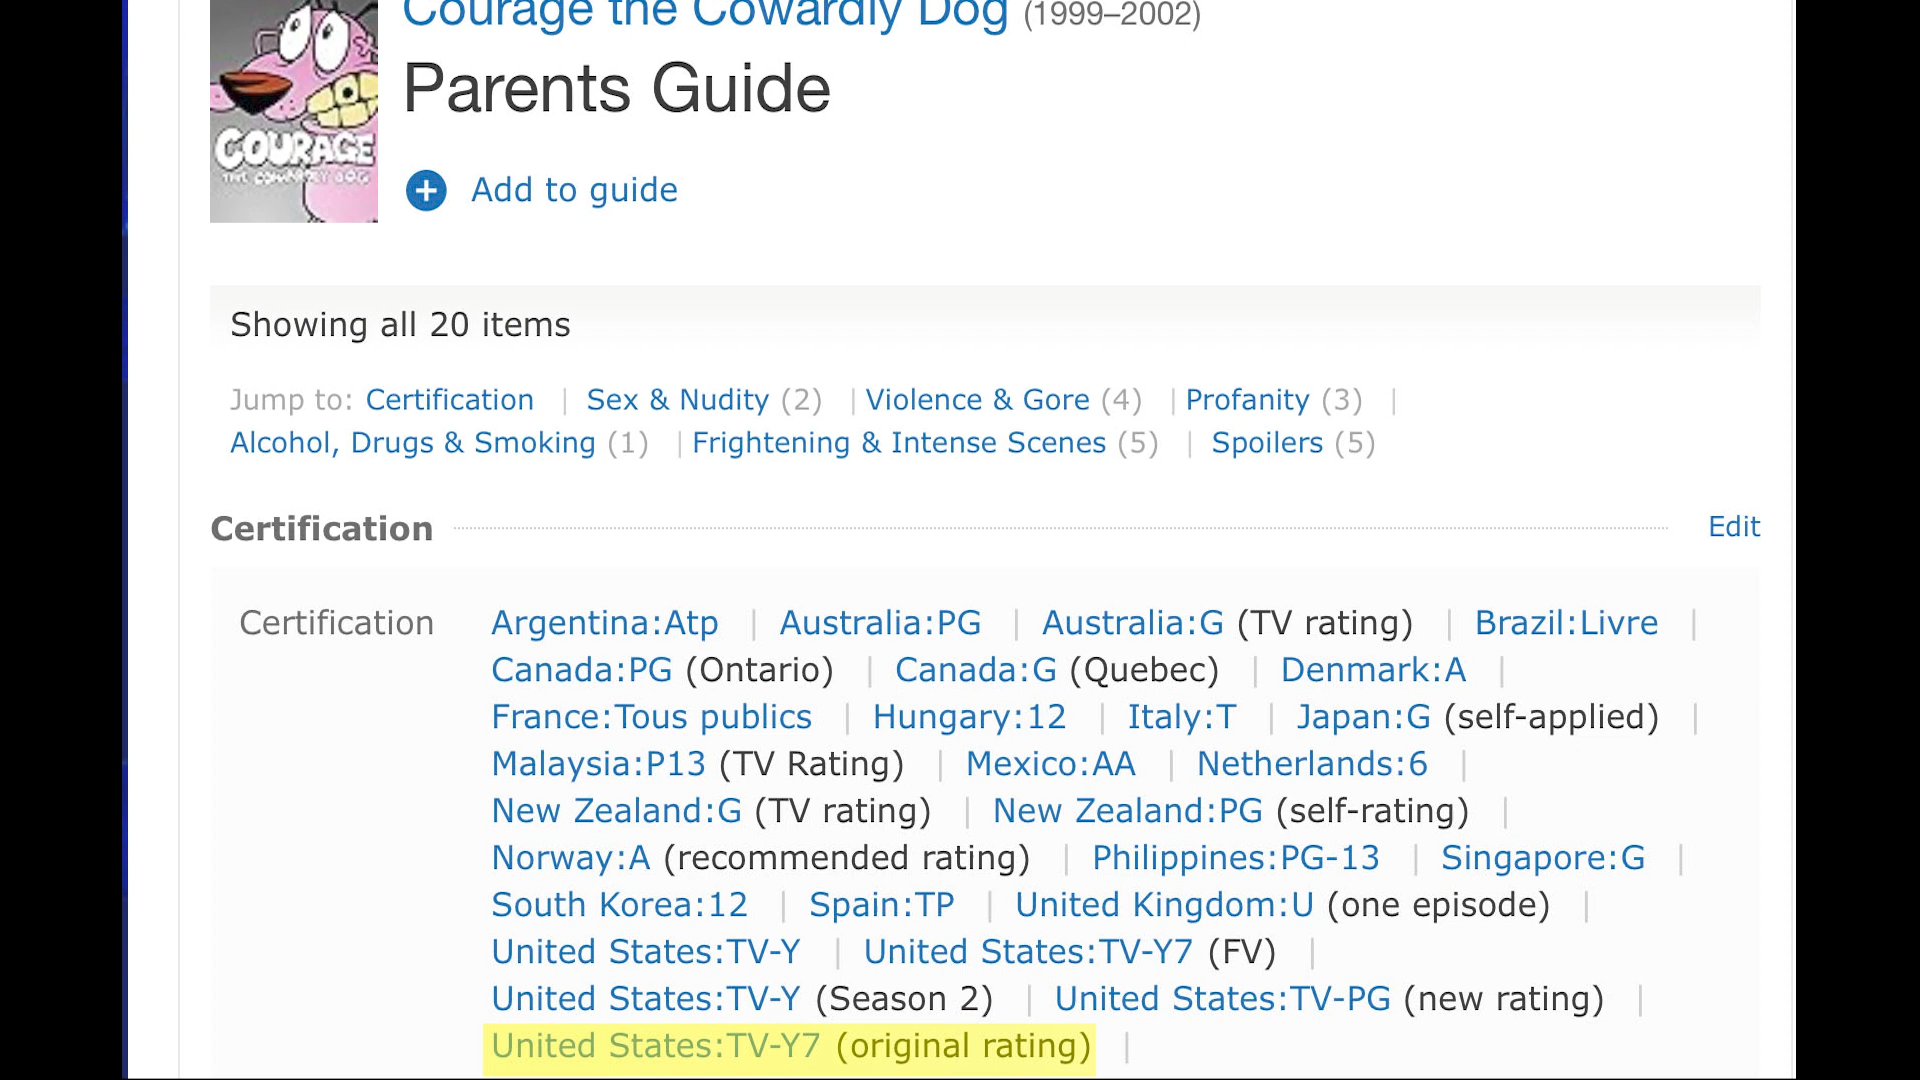 Courage the Cowardly Dog (1999–2002)
Parents Guide
COURAGE
THE COWARDLY DOG
Add to guide
Showing all 20 items
Jump to: Certification | Sex & Nudity (2) | Violence & Gore (4) | Profanity (3) |
Alcohol, Drugs & Smoking (1) | Frightening & Intense Scenes (5) | Spoilers (5)
Certification Edit
Certification Argentina:Atp | Australia:PG | Australia:G (TV rating) | Brazil:Livre |
Canada:PG (Ontario) | Canada:G (Quebec) | Denmark:A |
France:Tous publics | Hungary:12 | Italy:T | Japan:G (self-applied) |
Malaysia:P13 (TV Rating) | Mexico:AA | Netherlands:6 |
New Zealand:G (TV rating) | New Zealand:PG (self-rating) |
Norway:A (recommended rating) | Philippines:PG-13 | Singapore:G |
South Korea:12 | Spain:TP | United Kingdom:U (one episode) |
United States:TV-Y | United States:TV-Y7 (FV) |
United States:TV-Y (Season 2) | United States:TV-PG (new rating) |
United States:TV-Y7 (original rating) |